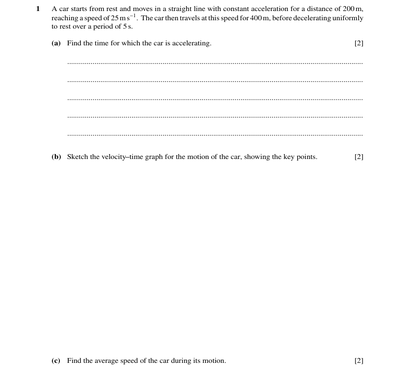 1 A car starts from rest and moves in a straight line with constant acceleration for a distance of 200 m,
reaching a speed of 25 m s⁻¹. The car then travels at this speed for 400 m, before decelerating uniformly
to rest over a period of 5 s.
(a) Find the time for which the car is accelerating. [2]
(b) Sketch the velocity–time graph for the motion of the car, showing the key points. [2]
(c) Find the average speed of the car during its motion. [2]